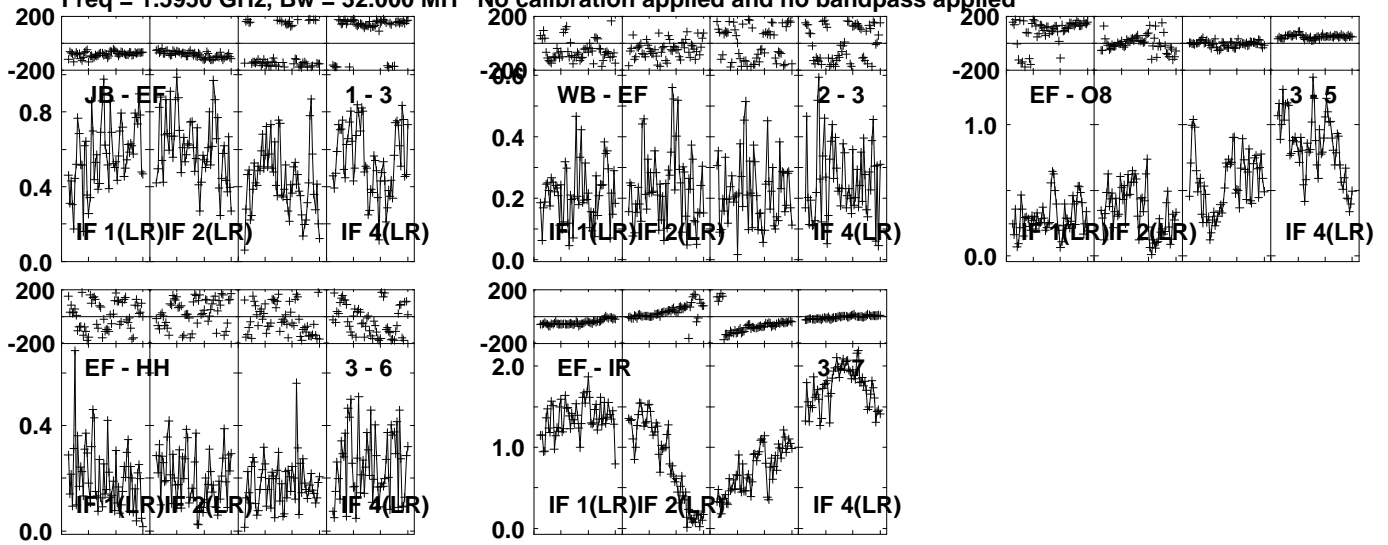 Freq = 1.5950 GHz, Bw = 32.000 MH No calibration applied and no bandpass applied
200
-200
JB - EF 1 - 3
0.8
0.4
0.0
IF 1(LR) IF 2(LR) IF 4(LR)
200
-200
0.6
WB - EF 2 - 3
0.4
0.2
0.0
IF 1(LR) IF 2(LR) IF 4(LR)
200
-200
EF - O8 3 - 5
1.0
0.0
IF 1(LR) IF 2(LR) IF 4(LR)
200
-200
EF - HH 3 - 6
0.4
0.0
IF 1(LR) IF 2(LR) IF 4(LR)
200
-200
2.0
EF - IR 3 - 7
1.0
0.0
IF 1(LR) IF 2(LR) IF 4(LR)